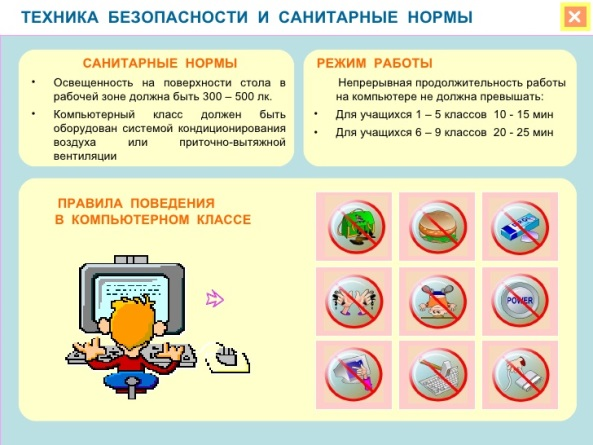 ТЕХНИКА БЕЗОПАСНОСТИ И САНИТАРНЫЕ НОРМЫ
САНИТАРНЫЕ НОРМЫ
• Освещенность на поверхности стола в
рабочей зоне должна быть 300 – 500 лк.
• Компьютерный класс должен быть
оборудован системой кондиционирования
воздуха или приточно-вытяжной
вентиляции
РЕЖИМ РАБОТЫ
Непрерывная продолжительность работы
на компьютере не должна превышать:
• Для учащихся 1 – 5 классов 10 - 15 мин
• Для учащихся 6 – 9 классов 20 - 25 мин
ПРАВИЛА ПОВЕДЕНИЯ
В КОМПЬЮТЕРНОМ КЛАССЕ
POWER